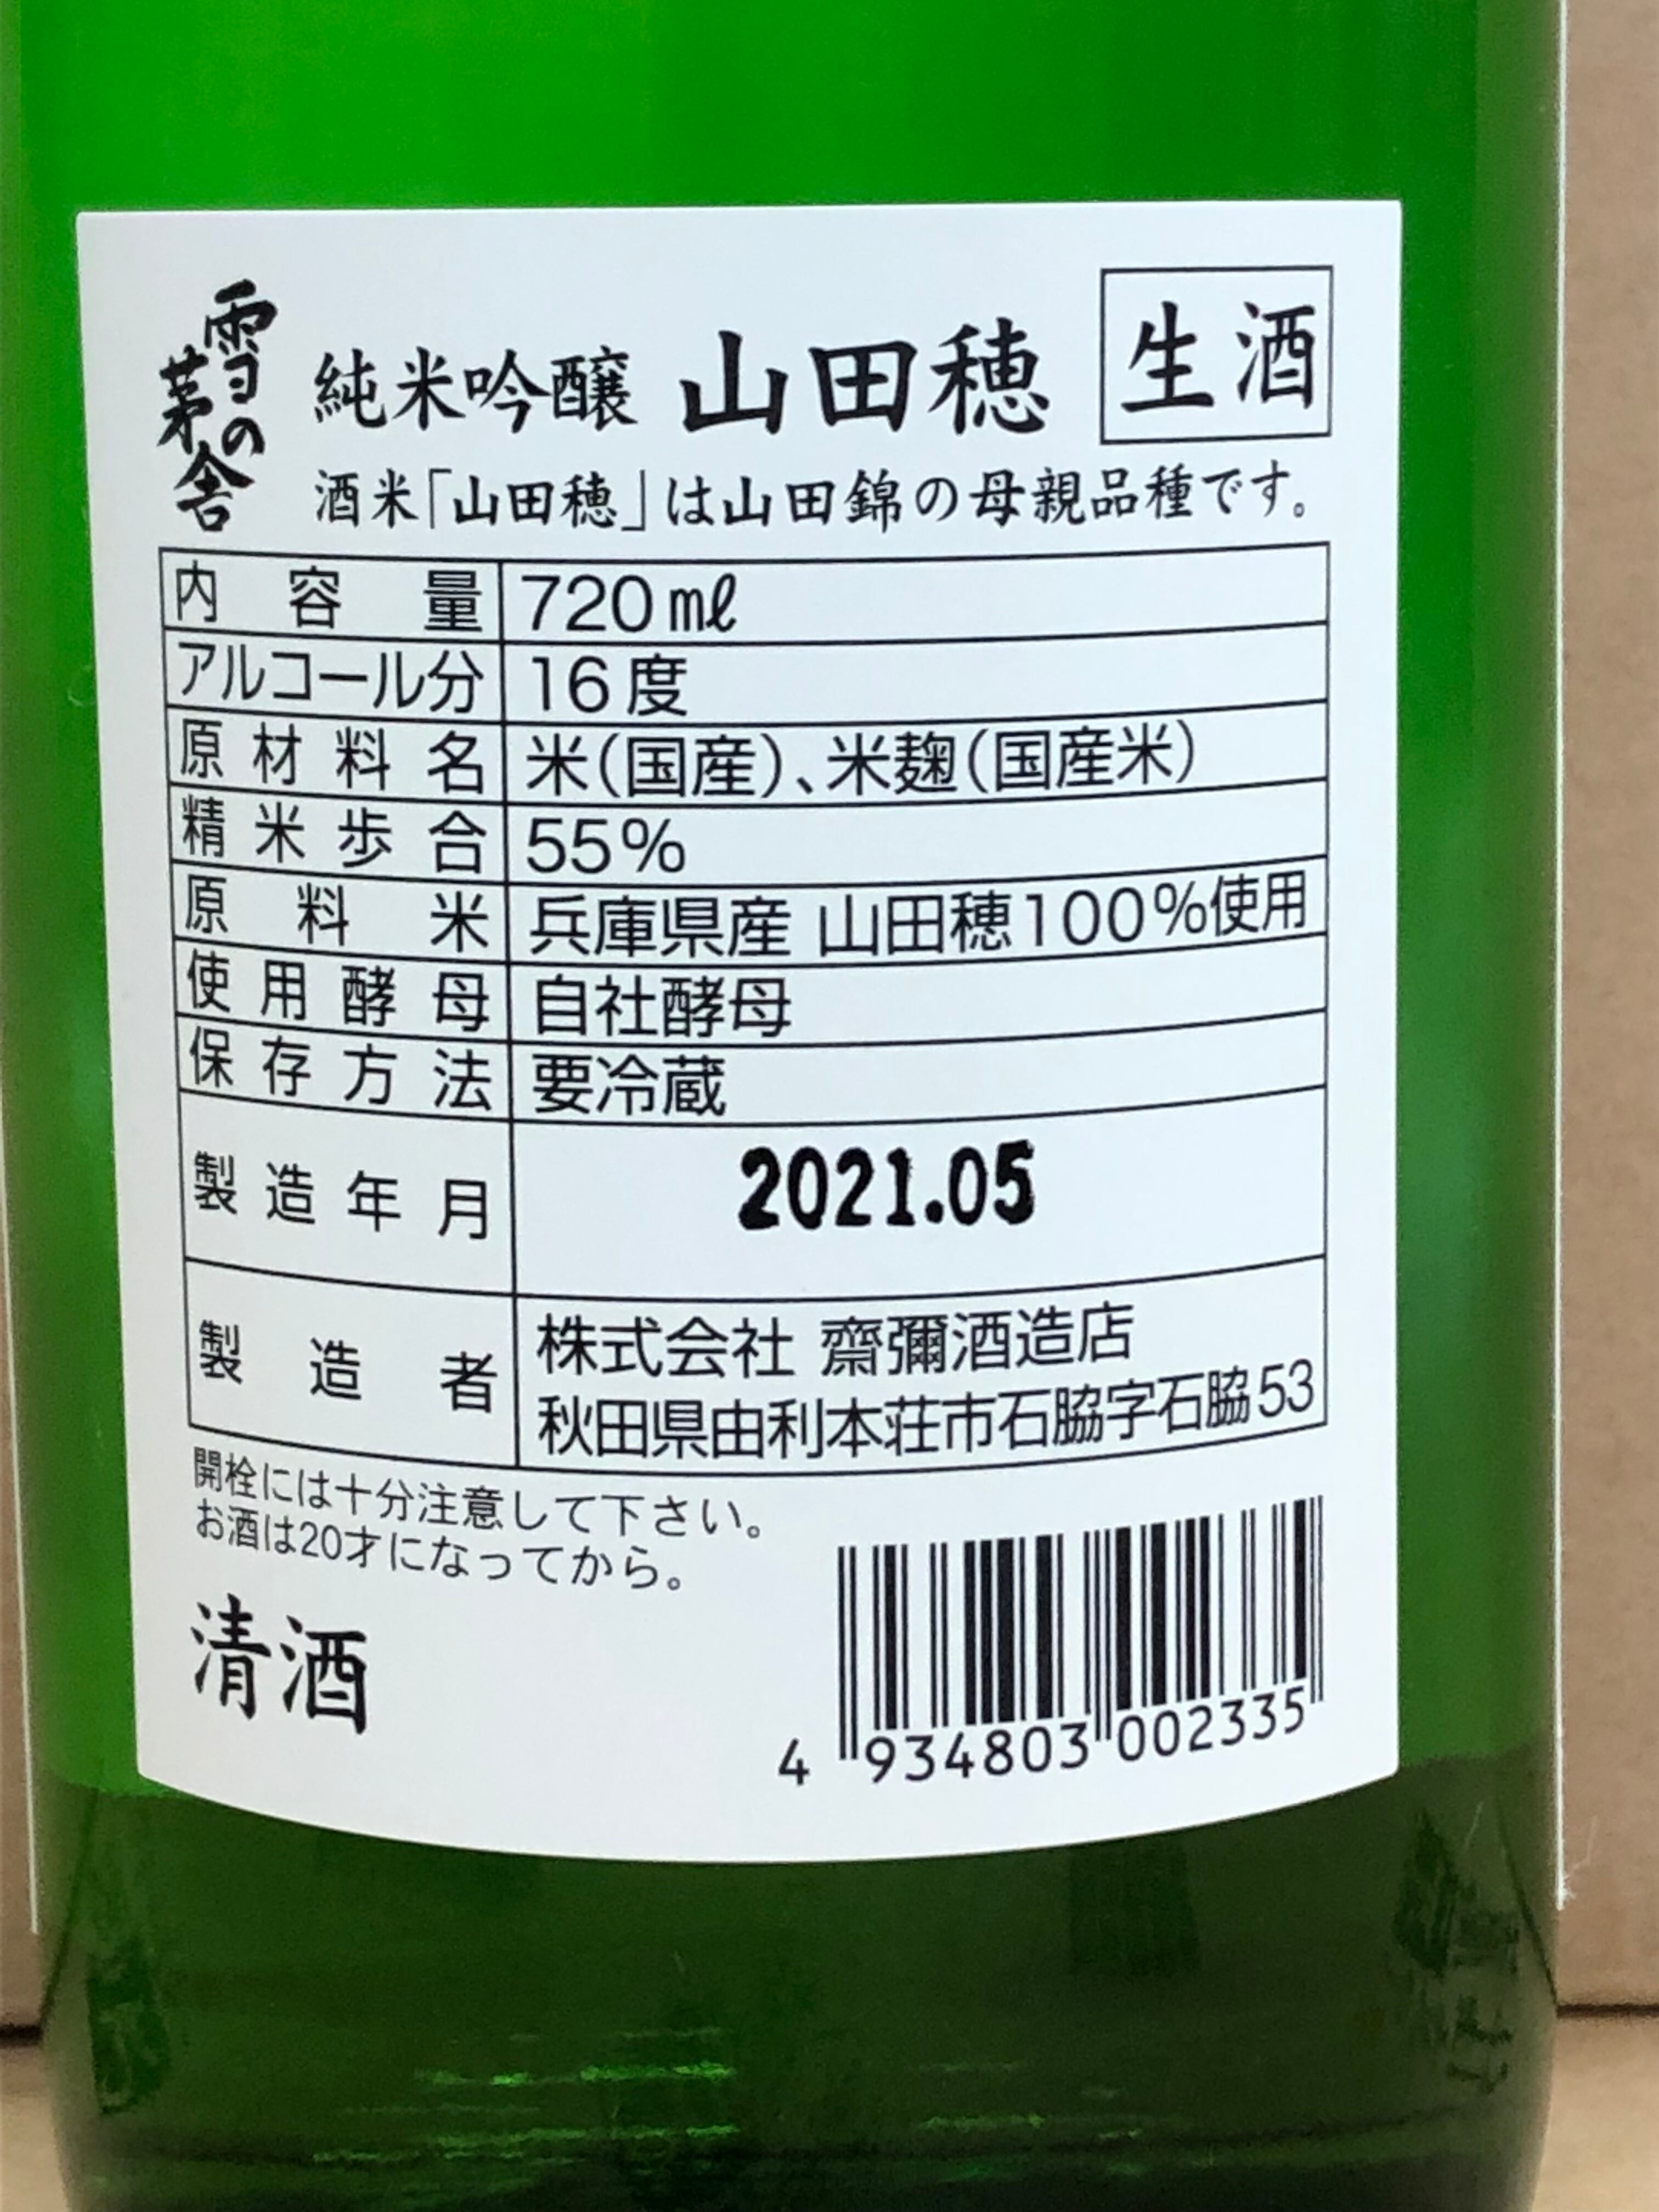 雪の茅舎
純米吟醸 山田穂 生酒
酒米「山田穂」は山田錦の母親品種です。
内容量 720㎖
アルコール分 16度
原材料名 米(国産)、米麹(国産米)
精米歩合 55%
原料米 兵庫県産 山田穂100%使用
使用酵母 自社酵母
保存方法 要冷蔵
製造年月 2021.05
製造者 株式会社 齋彌酒造店
秋田県由利本荘市石脇字石脇53
開栓には十分注意して下さい。
お酒は20才になってから。
清酒
4 934803 002335